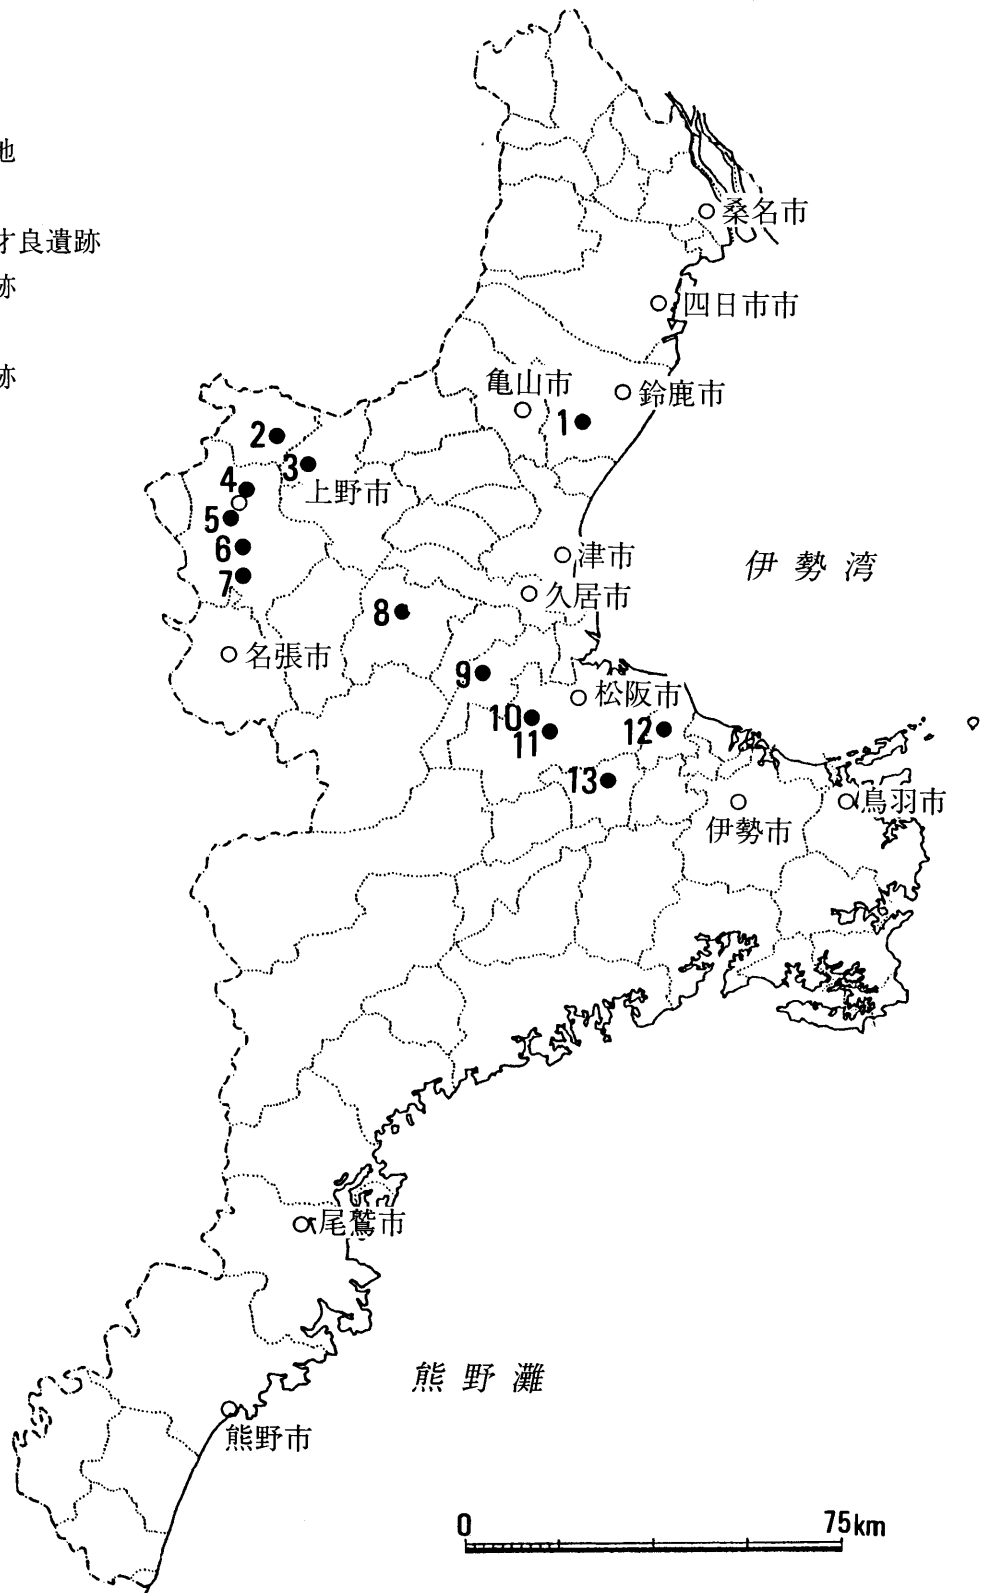 地
才良遺跡
跡
跡
桑名市
四日市市
亀山市
鈴鹿市
1
2
3
上野市
4
5
6
7
津市
伊勢湾
久居市
8
名張市
9
松阪市
10
11
12
13
伊勢市
鳥羽市
尾鷲市
熊野灘
熊野市
0 75km